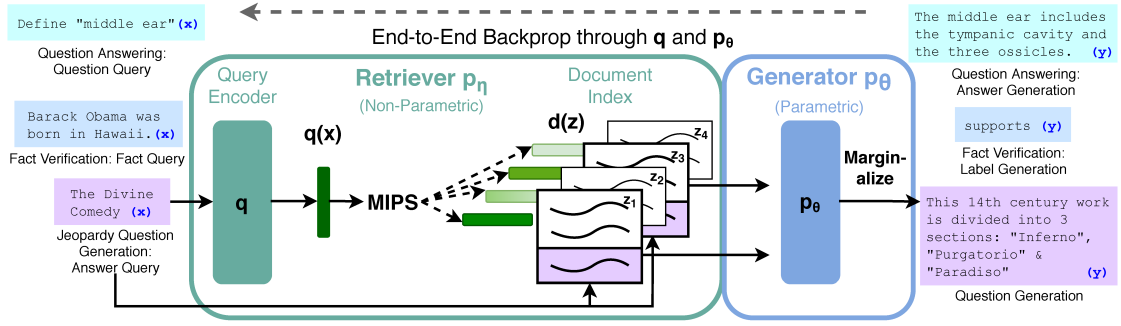 Define "middle ear" (x)
Question Answering:
Question Query
Barack Obama was
born in Hawaii. (x)
Fact Verification: Fact Query
The Divine
Comedy (x)
Jeopardy Question
Generation:
Answer Query
End-to-End Backprop through q and pθ
Query
Encoder
Retriever pη
(Non-Parametric)
Document
Index
q
q(x)
MIPS
d(z)
z4
z3
z2
z1
Generator pθ
(Parametric)
pθ
Margin-
alize
The middle ear includes
the tympanic cavity and
the three ossicles. (y)
Question Answering:
Answer Generation
supports (y)
Fact Verification:
Label Generation
This 14th century work
is divided into 3
sections: "Inferno",
"Purgatorio" &
"Paradiso" (y)
Question Generation